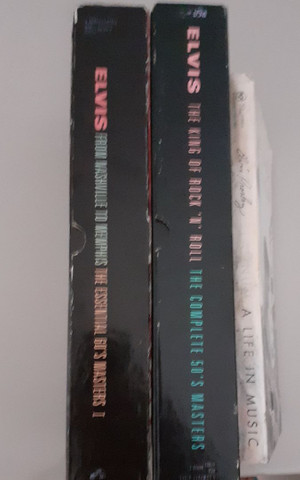 ELVIS FROM NASHVILLE TO MEMPHIS THE ESSENTIAL 60'S MASTERS I
ELVIS THE KING OF ROCK 'N' ROLL THE COMPLETE 50'S MASTERS
A LIFE IN MUSIC